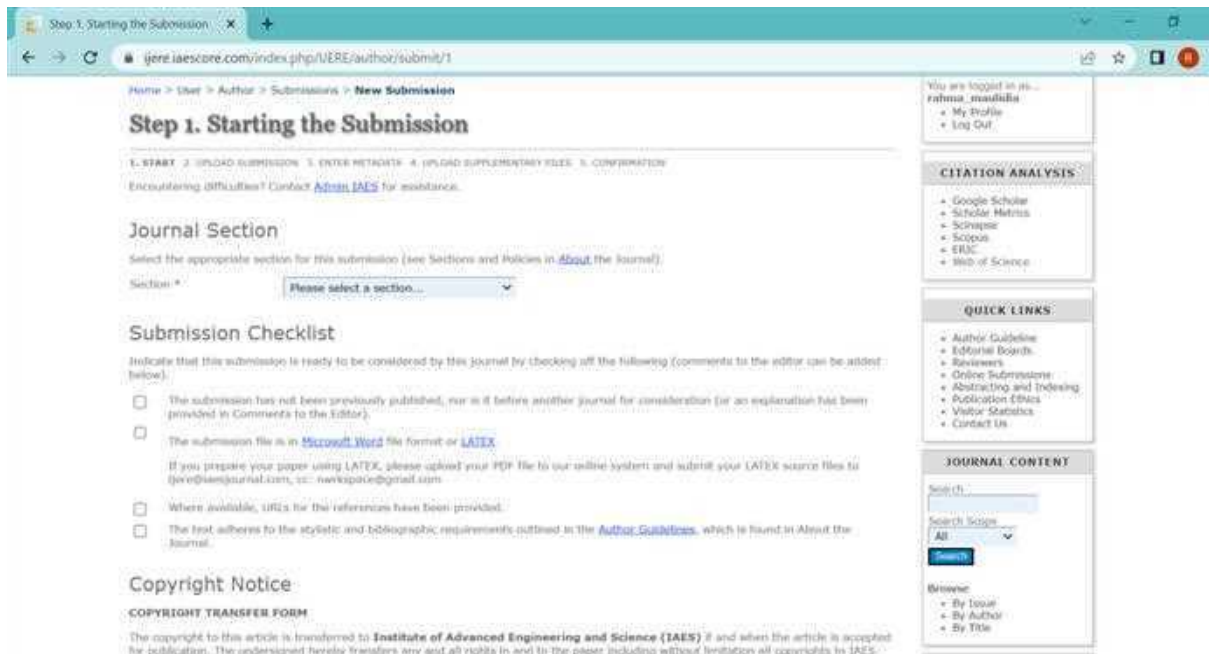 Step 1. Starting the Submission
ijere.iaescore.com/index.php/IJERE/author/submit/1
Home > User > Author > Submissions > New Submission
Step 1. Starting the Submission
1. START 2. UPLOAD SUBMISSION 3. ENTER METADATA 4. UPLOAD SUPPLEMENTARY FILES 5. CONFIRMATION
Encountering difficulties? Contact Admin IAES for assistance.
Journal Section
Select the appropriate section for this submission (see Sections and Policies in About the Journal).
Section *
Please select a section...
Submission Checklist
Indicate that this submission is ready to be considered by this journal by checking off the following (comments to the editor can be added
below).
The submission has not been previously published, nor is it before another journal for consideration (or an explanation has been
provided in Comments to the Editor).
The submission file is in Microsoft Word file format or LATEX
If you prepare your paper using LATEX, please upload your PDF file to our online system and submit your LATEX source files to
ijere@iaesjournal.com, cc: nwrkspace@gmail.com
Where available, URLs for the references have been provided.
The text adheres to the stylistic and bibliographic requirements outlined in the Author Guidelines, which is found in About the
Journal.
Copyright Notice
COPYRIGHT TRANSFER FORM
The copyright to this article is transferred to Institute of Advanced Engineering and Science (IAES) if and when the article is accepted
for publication. The undersigned hereby transfers any and all rights in and to the paper including without limitation all copyrights to IAES.
You are logged in as...
rahma_maulidia
My Profile
Log Out
CITATION ANALYSIS
Google Scholar
Scholar Metrics
Scinapse
Scopus
ERIC
Web of Science
QUICK LINKS
Author Guideline
Editorial Boards
Reviewers
Online Submissions
Abstracting and Indexing
Publication Ethics
Visitor Statistics
Contact Us
JOURNAL CONTENT
Search
Search Scope
All
Search
Browse
By Issue
By Author
By Title